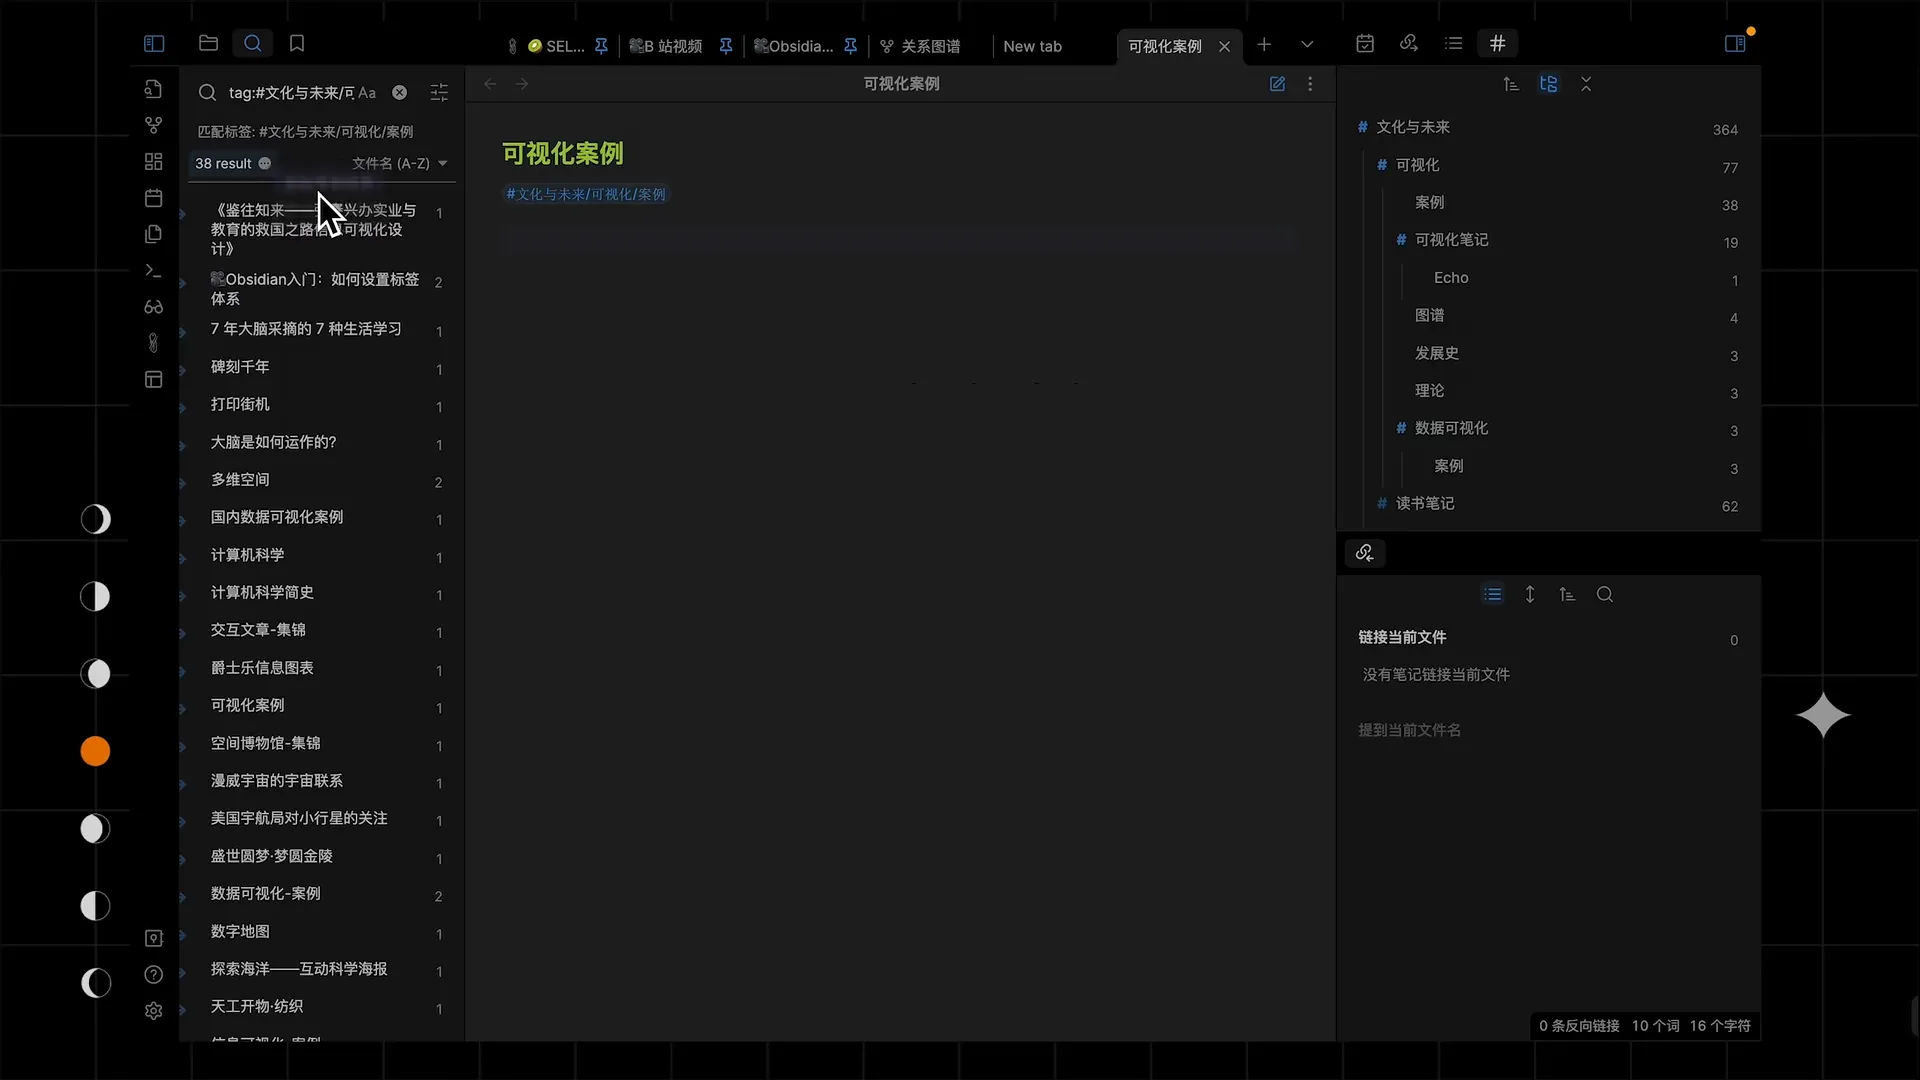 SEL...
B 站视频
Obsidia...
关系图谱
New tab
可视化案例
tag:#文化与未来/可
Aa
匹配标签: #文化与未来/可视化/案例
38 result
文件名 (A-Z)
《鉴往知来——
兴办实业与
1
教育的救国之路
可视化设
计》
Obsidian入门：如何设置标签
2
体系
7 年大脑采摘的 7 种生活学习
1
碑刻千年
1
打印街机
1
大脑是如何运作的?
1
多维空间
2
国内数据可视化案例
1
计算机科学
1
计算机科学简史
1
交互文章-集锦
1
爵士乐信息图表
1
可视化案例
1
空间博物馆-集锦
1
漫威宇宙的宇宙联系
1
美国宇航局对小行星的关注
1
盛世圆梦·梦圆金陵
1
数据可视化-案例
2
数字地图
1
探索海洋——互动科学海报
1
天工开物·纺织
1
可视化案例
可视化案例
#文化与未来/可视化/案例
# 文化与未来
364
# 可视化
77
案例
38
# 可视化笔记
19
Echo
1
图谱
4
发展史
3
理论
3
# 数据可视化
3
案例
3
# 读书笔记
62
链接当前文件
0
没有笔记链接当前文件
提到当前文件名
0 条反向链接 10 个词 16 个字符